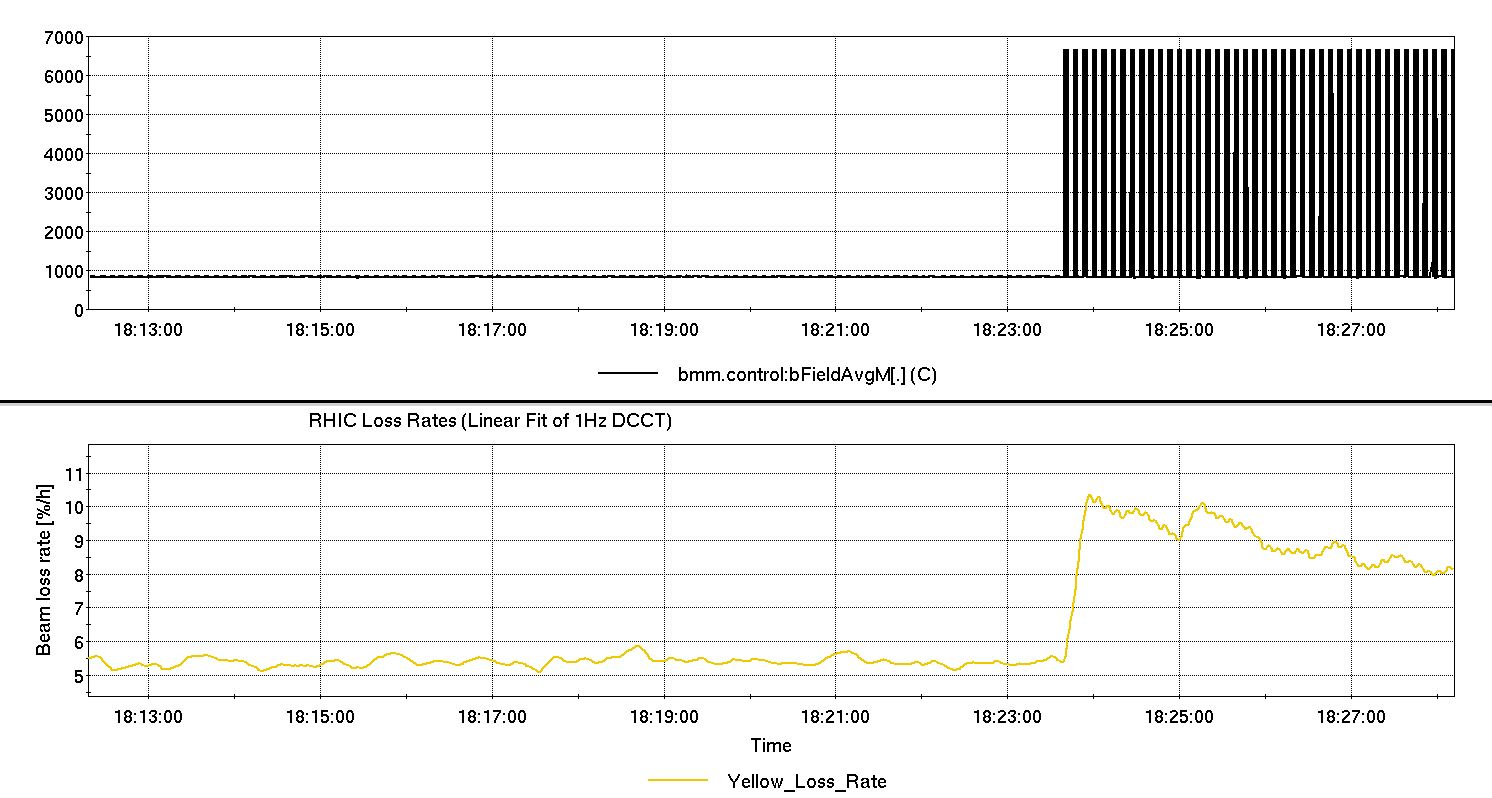 7000
6000
5000
4000
3000
2000
1000
0
18:13:00 18:15:00 18:17:00 18:19:00 18:21:00 18:23:00 18:25:00 18:27:00
bmm.control:bFieldAvgM[.] (C)
RHIC Loss Rates (Linear Fit of 1Hz DCCT)
Beam loss rate [%/h]
11
10
9
8
7
6
5
18:13:00 18:15:00 18:17:00 18:19:00 18:21:00 18:23:00 18:25:00 18:27:00
Time
Yellow_Loss_Rate